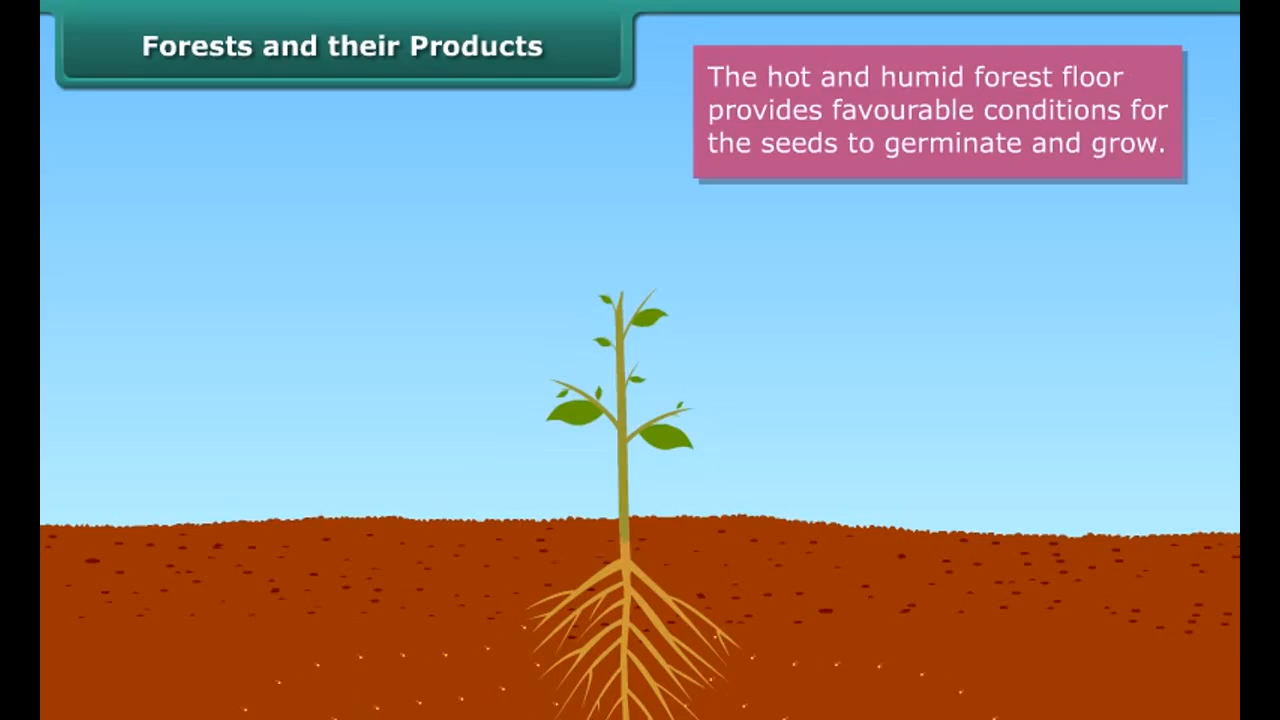 Forests and their Products
The hot and humid forest floor
provides favourable conditions for
the seeds to germinate and grow.